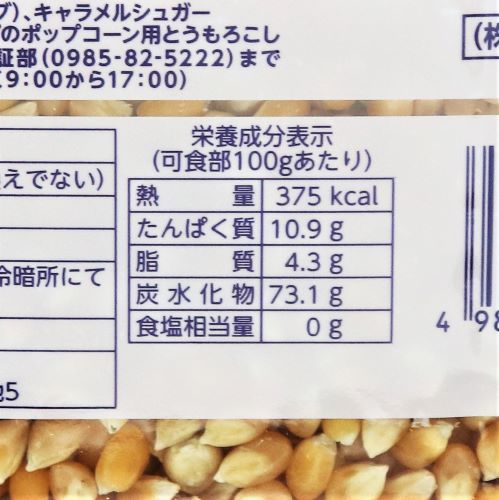 ブ)、キャラメルシュガー
のポップコーン用とうもろこし
証部(0985-82-5222)まで
9:00から17:00)
(株
栄養成分表示
(可食部100gあたり)
熱量 375 kcal
たんぱく質 10.9 g
脂質 4.3 g
炭水化物 73.1 g
食塩相当量 0 g
えでない)
冷暗所にて
5
4 98